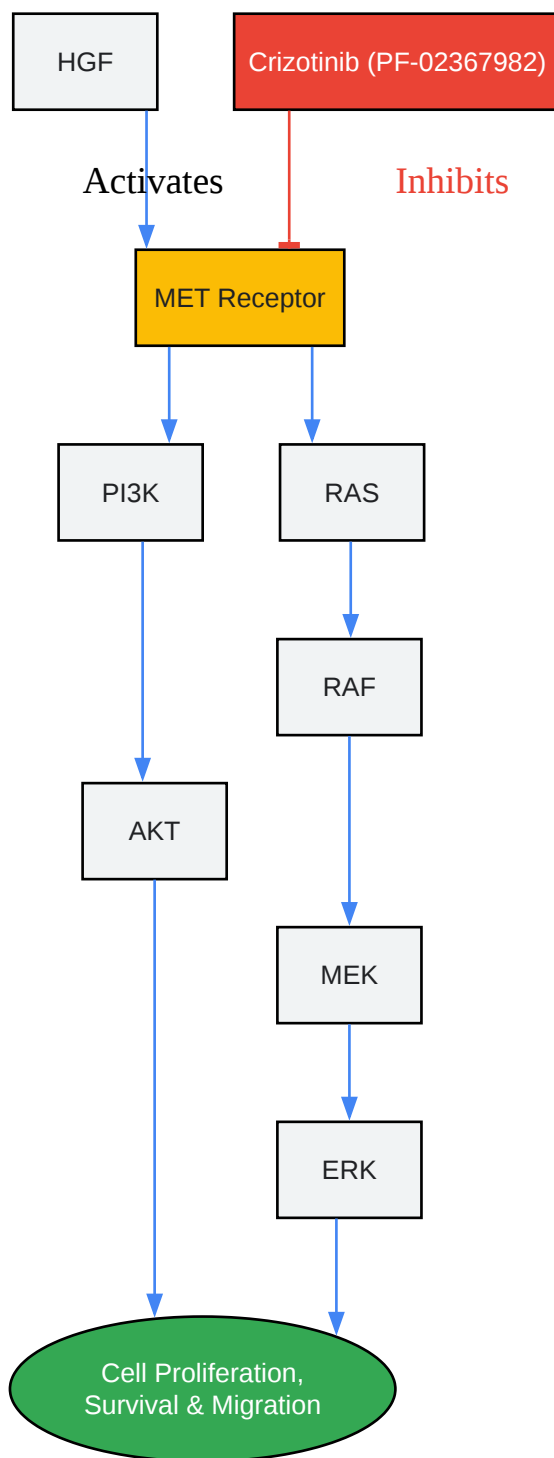 HGF
Crizotinib (PF-02367982)
Activates
Inhibits
MET Receptor
PI3K
RAS
RAF
AKT
MEK
ERK
Cell Proliferation,
Survival & Migration